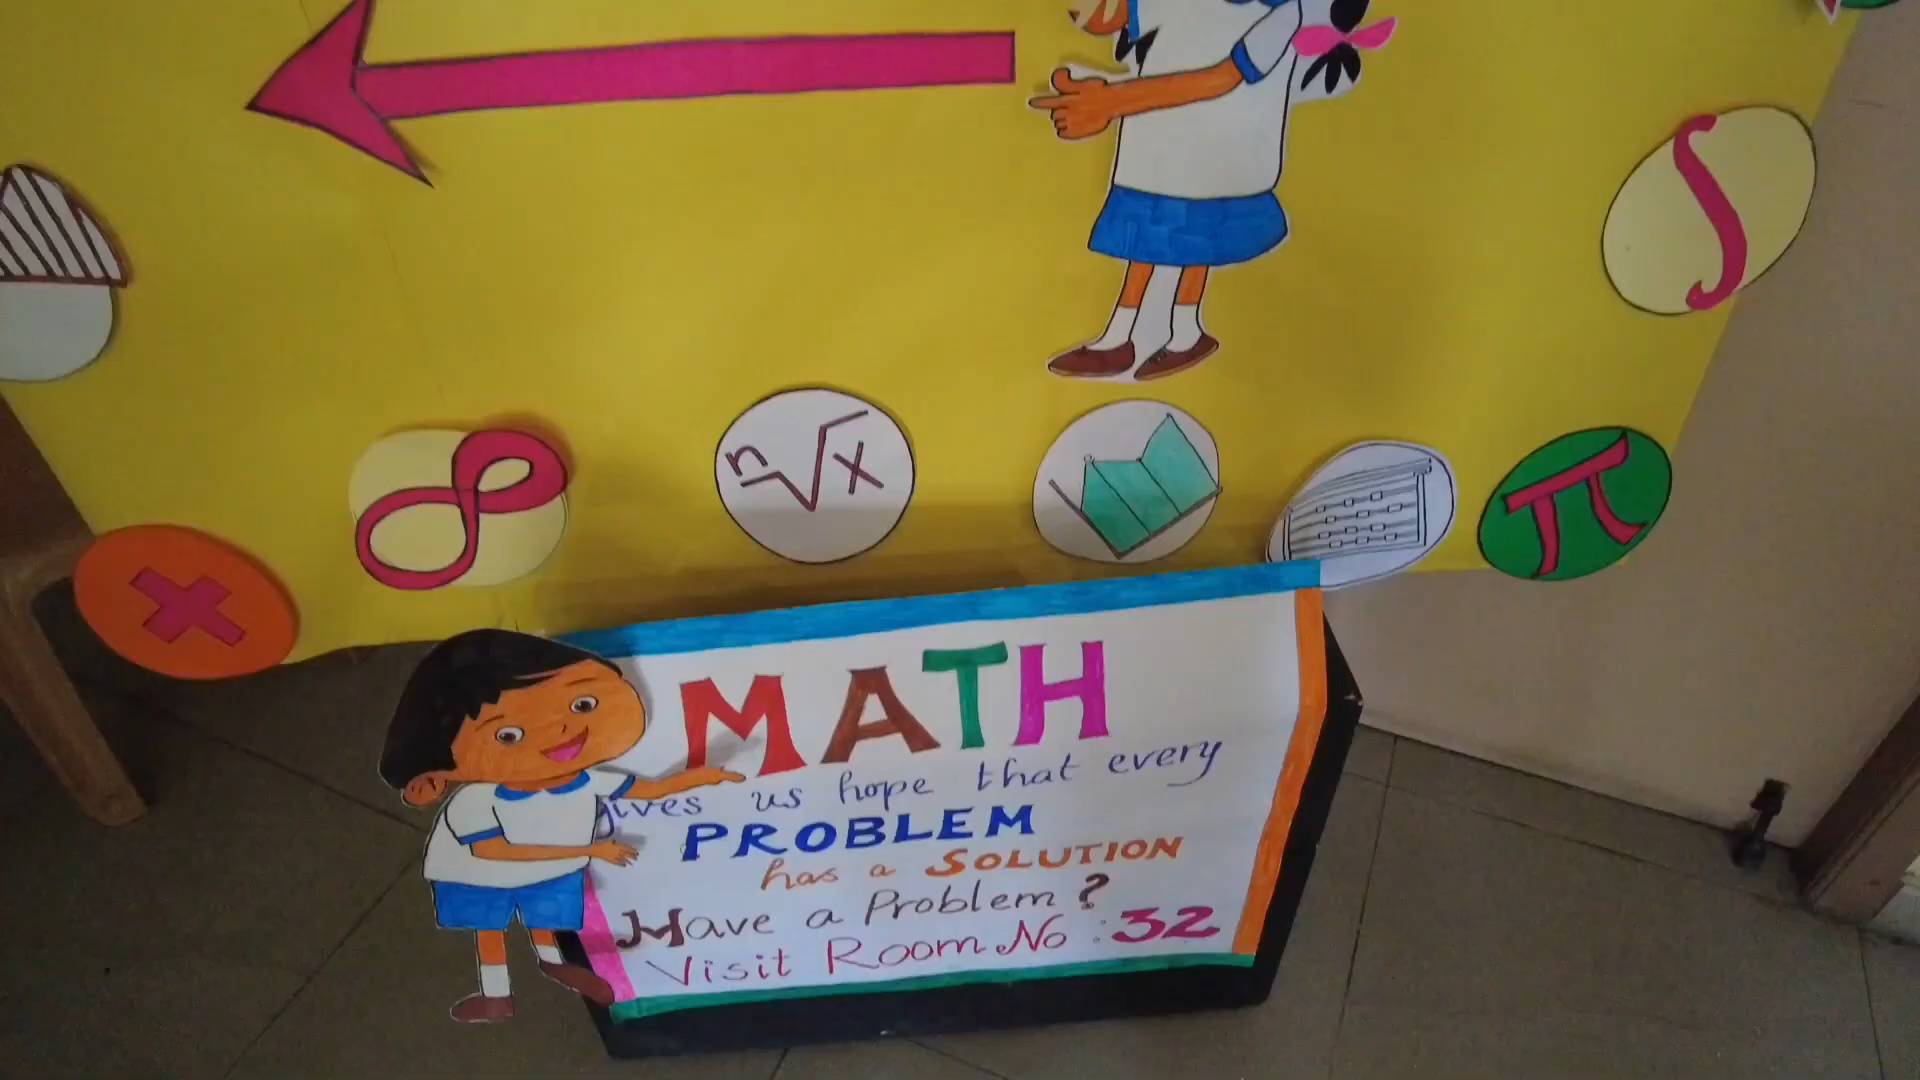 ∫
n√x
∞
π
×
MATH
gives us hope that every
PROBLEM
has a SOLUTION
Have a Problem?
Visit Room No : 32